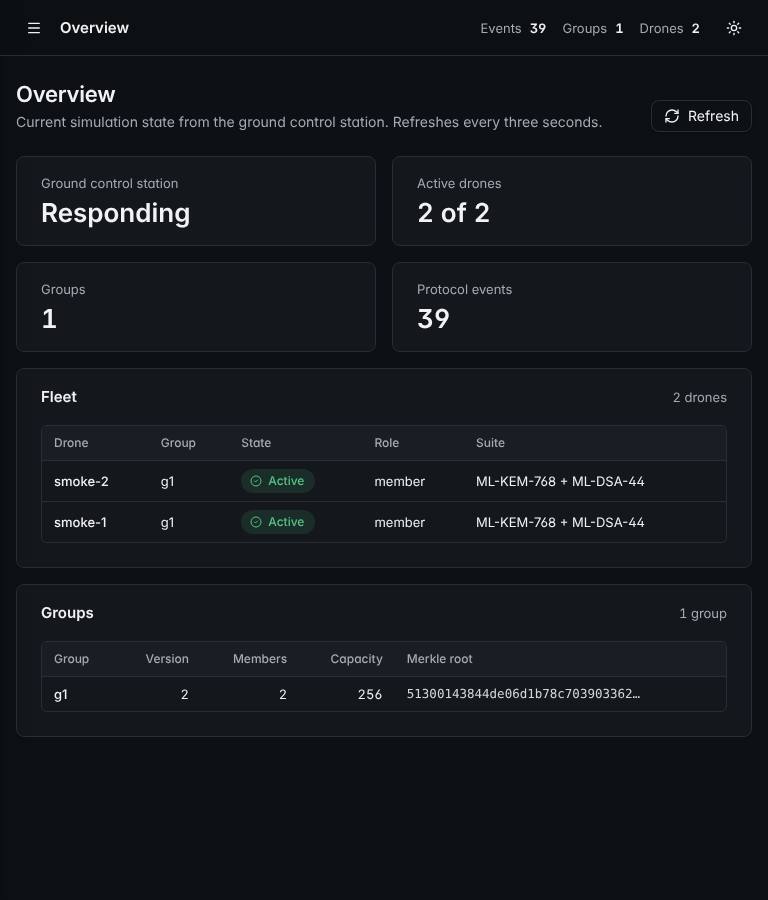 Overview Events 39 Groups 1 Drones 2
Overview
Current simulation state from the ground control station. Refreshes every three seconds.
Refresh
Ground control station
Responding
Active drones
2 of 2
Groups
1
Protocol events
39
Fleet 2 drones
Drone Group State Role Suite
smoke-2 g1 Active member ML-KEM-768 + ML-DSA-44
smoke-1 g1 Active member ML-KEM-768 + ML-DSA-44
Groups 1 group
Group Version Members Capacity Merkle root
g1 2 2 256 51300143844de06d1b78c703903362…